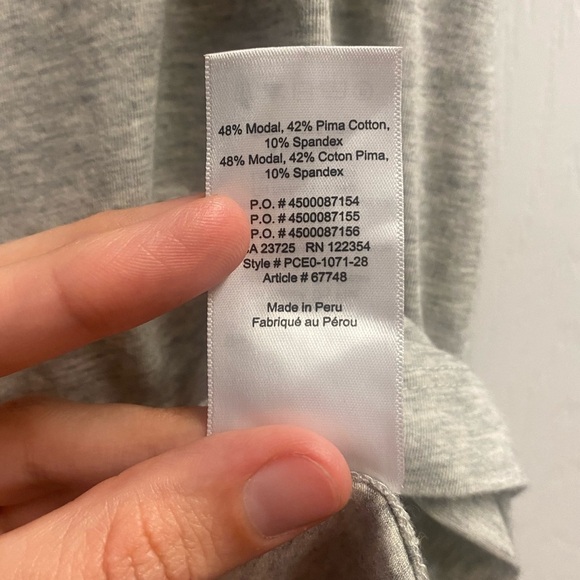 48% Modal, 42% Pima Cotton,
10% Spandex
48% Modal, 42% Coton Pima,
10% Spandex
P.O. # 4500087154
P.O. # 4500087155
P.O. # 4500087156
A 23725 RN 122354
Style # PCE0-1071-28
Article # 67748
Made in Peru
Fabriqué au Pérou